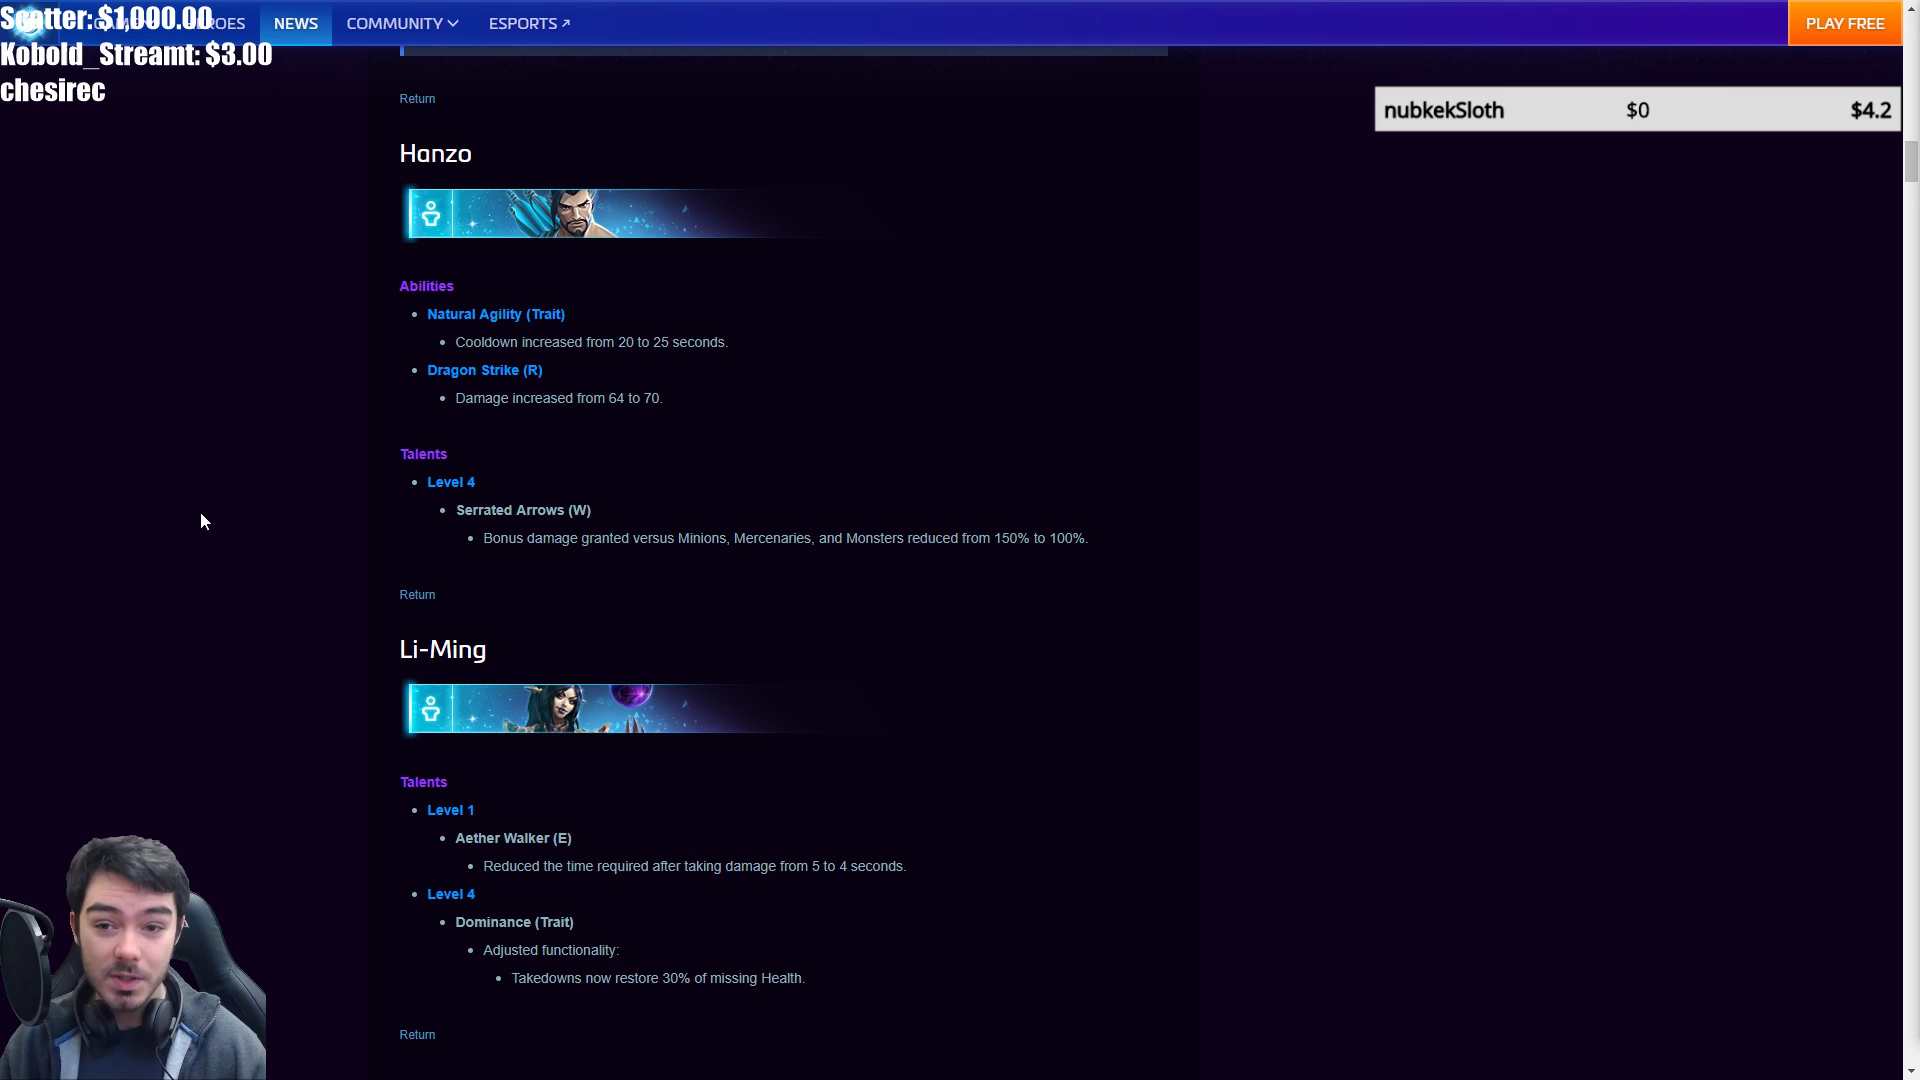 Scatter: $1,000.00
Kobold_Streamt: $3.00
chesirec
NEWS
COMMUNITY
ESPORTS
PLAY FREE
nubkekSloth $0 $4.2
Return
Hanzo
Abilities
Natural Agility (Trait)
Cooldown increased from 20 to 25 seconds.
Dragon Strike (R)
Damage increased from 64 to 70.
Talents
Level 4
Serrated Arrows (W)
Bonus damage granted versus Minions, Mercenaries, and Monsters reduced from 150% to 100%.
Return
Li-Ming
Talents
Level 1
Aether Walker (E)
Reduced the time required after taking damage from 5 to 4 seconds.
Level 4
Dominance (Trait)
Adjusted functionality:
Takedowns now restore 30% of missing Health.
Return